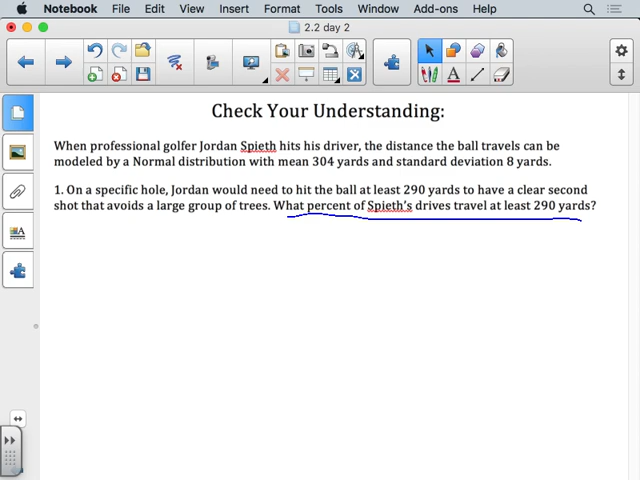 Notebook File Edit View Insert Format Tools Window Add-ons Help
2.2 day 2
Check Your Understanding:
When professional golfer Jordan Spieth hits his driver, the distance the ball travels can be
modeled by a Normal distribution with mean 304 yards and standard deviation 8 yards.
1. On a specific hole, Jordan would need to hit the ball at least 290 yards to have a clear second
shot that avoids a large group of trees. What percent of Spieth's drives travel at least 290 yards?